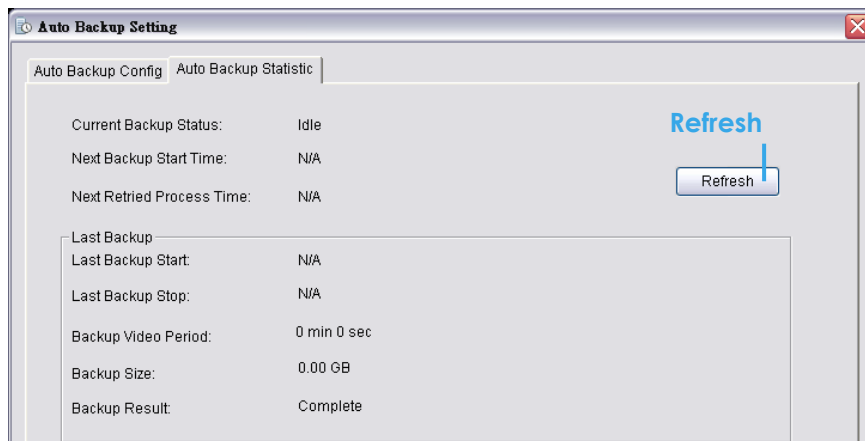 Auto Backup Setting
Auto Backup Config Auto Backup Statistic
Current Backup Status: Idle
Refresh
Next Backup Start Time: N/A
Refresh
Next Retried Process Time: N/A
Last Backup
Last Backup Start: N/A
Last Backup Stop: N/A
Backup Video Period: 0 min 0 sec
Backup Size: 0.00 GB
Backup Result: Complete